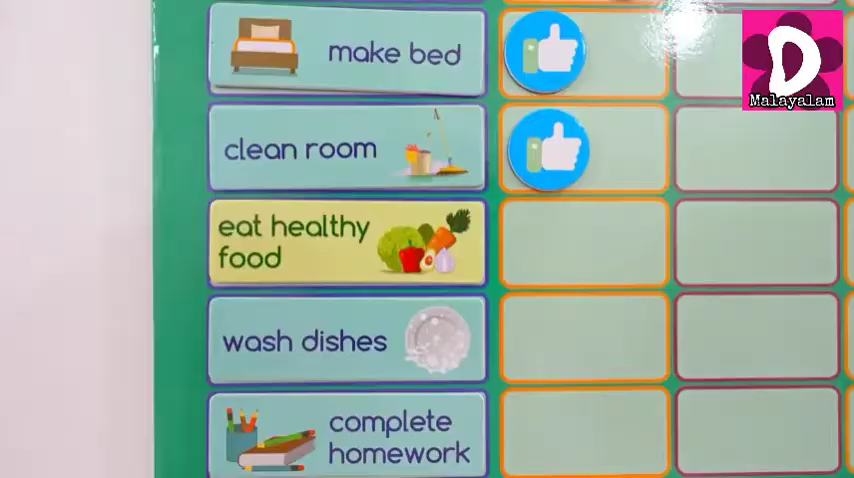 make bed
D
Malayalam
clean room
eat healthy
food
wash dishes
complete
homework